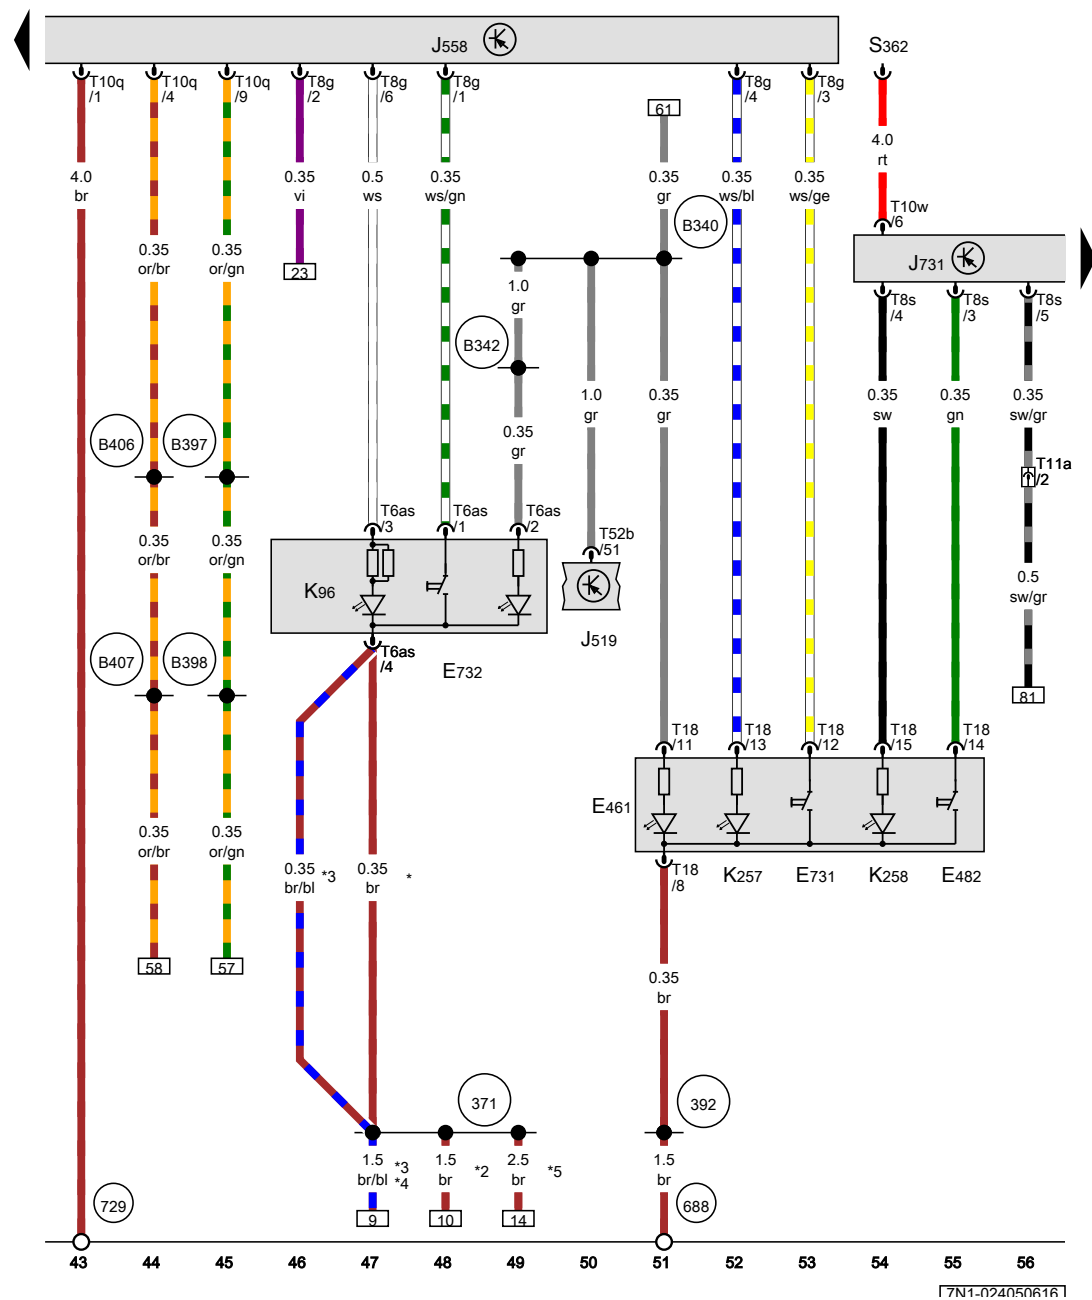 J558
S362
T10q
/1
T10q
/4
T10q
/9
T8g
/2
T8g
/6
T8g
/1
T8g
/4
T8g
/3
61
4.0
rt
4.0
br
0.35
vi
0.5
ws
0.35
ws/gn
0.35
gr
0.35
ws/bl
0.35
ws/ge
T10w
/6
B340
0.35
or/br
0.35
or/gn
23
J731
1.0
gr
T8s
/4
T8s
/3
T8s
/5
B342
1.0
gr
0.35
gr
0.35
sw
0.35
gn
0.35
sw/gr
B406
B397
0.35
gr
T11a
/2
T6as
/3
T6as
/1
T6as
/2
T52b
/51
0.35
or/br
0.35
or/gn
0.5
sw/gr
K96
J519
B407
B398
T6as
/4
E732
81
T18
/11
T18
/13
T18
/12
T18
/15
T18
/14
E461
0.35
or/br
0.35
or/gn
0.35
br/bl
*3
0.35
br
*
T18
/8
K257
E731
K258
E482
58
57
0.35
br
371
392
1.5
br/bl
*3
*4
1.5
br
*2
2.5
br
*5
1.5
br
729
688
9
10
14
43 44 45 46 47 48 49 50 51 52 53 54 55 56
7N1-024050616